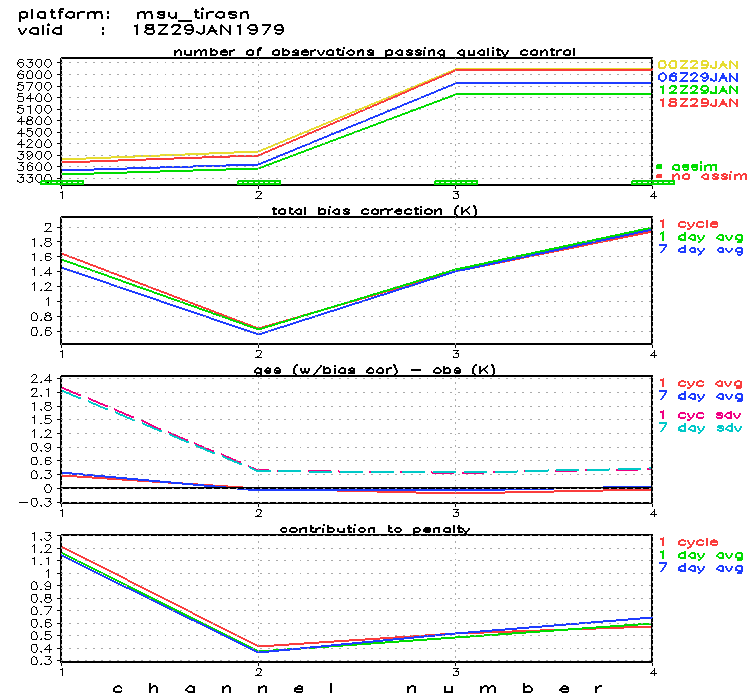 platform:   msu_tirosn
valid   :   18Z29JAN1979
number of observations passing quality control
6300
6000
5700
5400
5100
4800
4500
4200
3900
3600
3300
1 2 3 4
00Z29JAN
06Z29JAN
12Z29JAN
18Z29JAN
assim
no assim
total bias correction (K)
2
1.8
1.6
1.4
1.2
1
0.8
0.6
1 2 3 4
1 cycle
1 day avg
7 day avg
ges (w/bias cor) − obs (K)
2.4
2.1
1.8
1.5
1.2
0.9
0.6
0.3
0
−0.3
1 2 3 4
1 cyc avg
7 day avg
1 cyc sdv
7 day sdv
contribution to penalty
1.3
1.2
1.1
1
0.9
0.8
0.7
0.6
0.5
0.4
0.3
1 2 3 4
1 cycle
1 day avg
7 day avg
channel number